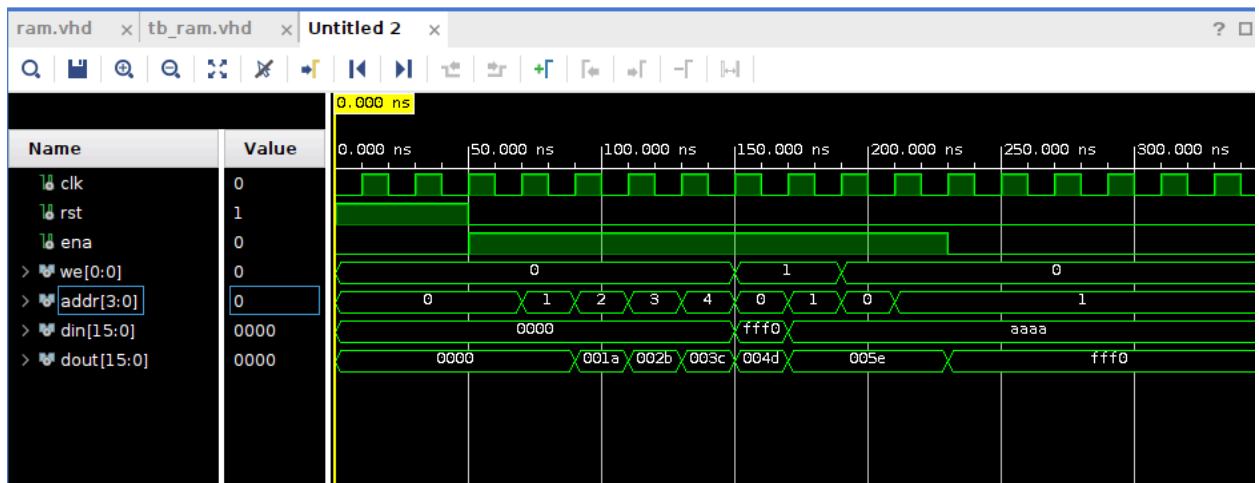 ram.vhd × tb_ram.vhd × Untitled 2 × ?
0.000 ns
Name Value 0.000 ns 50.000 ns 100.000 ns 150.000 ns 200.000 ns 250.000 ns 300.000 ns
clk 0
rst 1
ena 0
> we[0:0] 0 0 1 0
> addr[3:0] 0 0 1 2 3 4 0 1 0 1
> din[15:0] 0000 0000 fff0 aaaa
> dout[15:0] 0000 0000 001a 002b 003c 004d 005e fff0